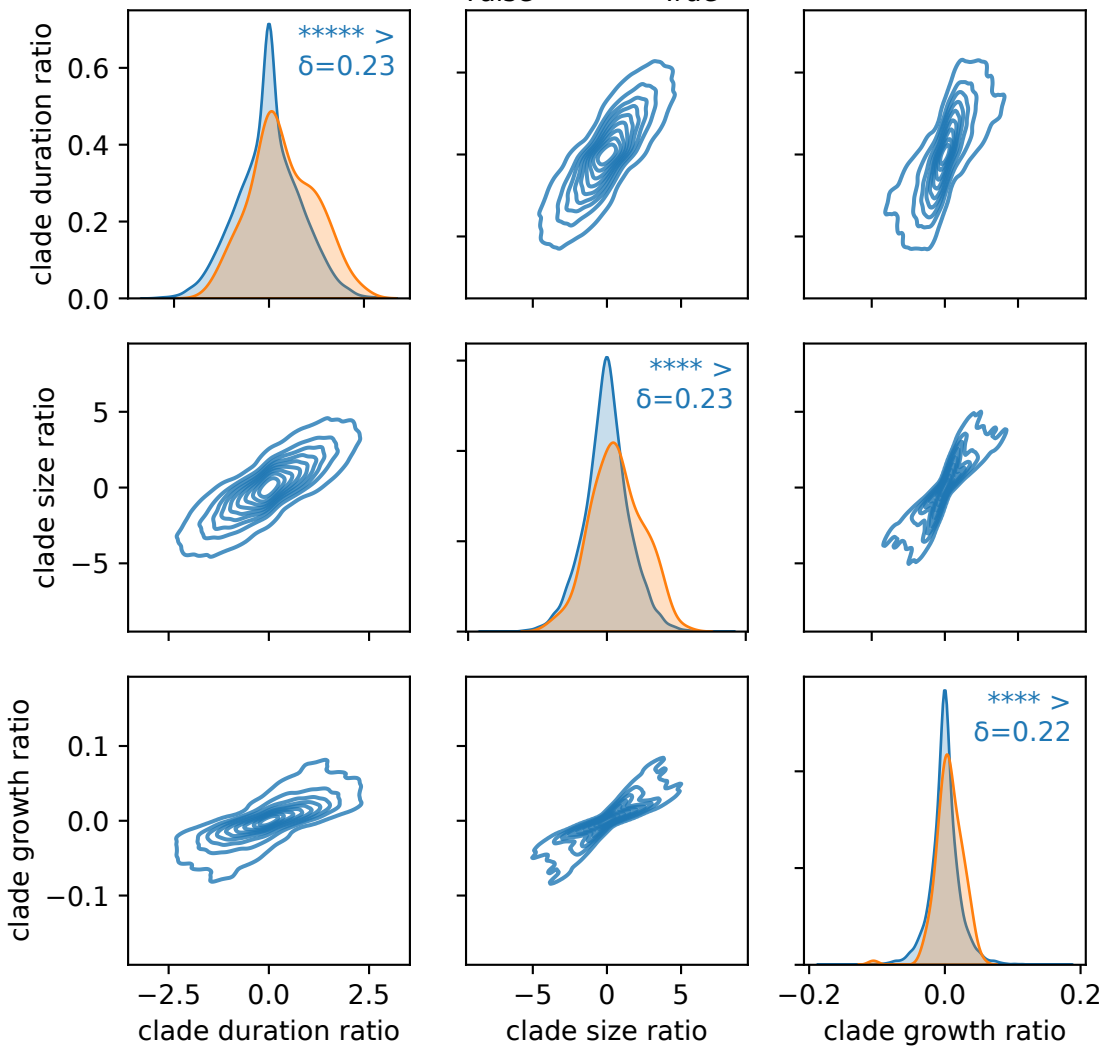 ***** >
δ=0.23
clade duration ratio
0.6
0.4
0.2
0.0
**** >
δ=0.23
clade size ratio
5
0
−5
**** >
δ=0.22
clade growth ratio
0.1
0.0
−0.1
−2.5 0.0 2.5 −5 0 5 −0.2 0.0 0.2
clade duration ratio clade size ratio clade growth ratio